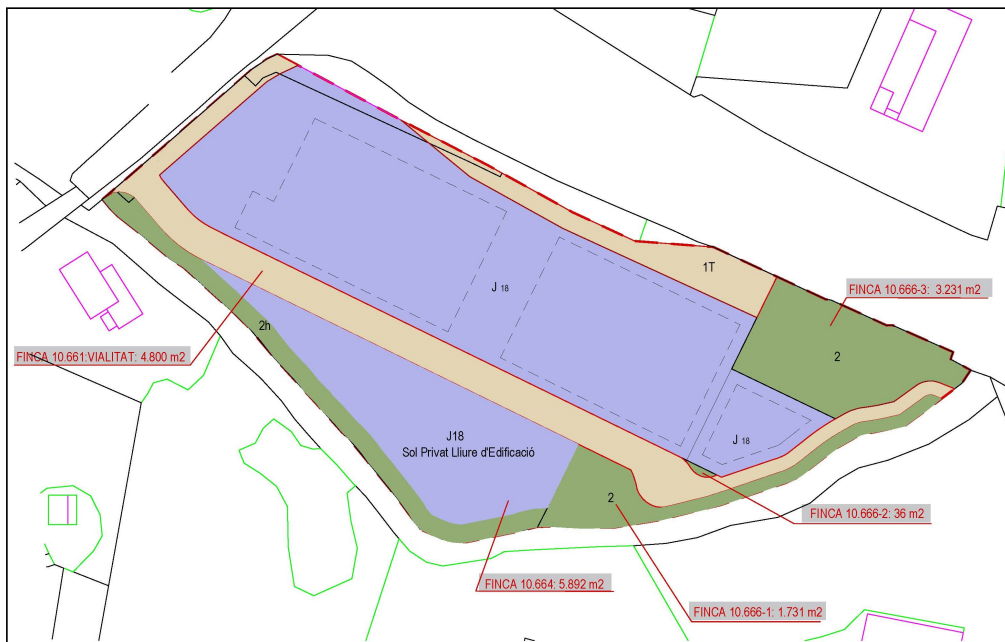 1T
FINCA 10.666-3: 3.231 m2
J 18
2h
2
FINCA 10.661:VIALITAT: 4.800 m2
J18
Sol Privat Lliure d'Edificació
J 18
2
FINCA 10.666-2: 36 m2
FINCA 10.664: 5.892 m2
FINCA 10.666-1: 1.731 m2